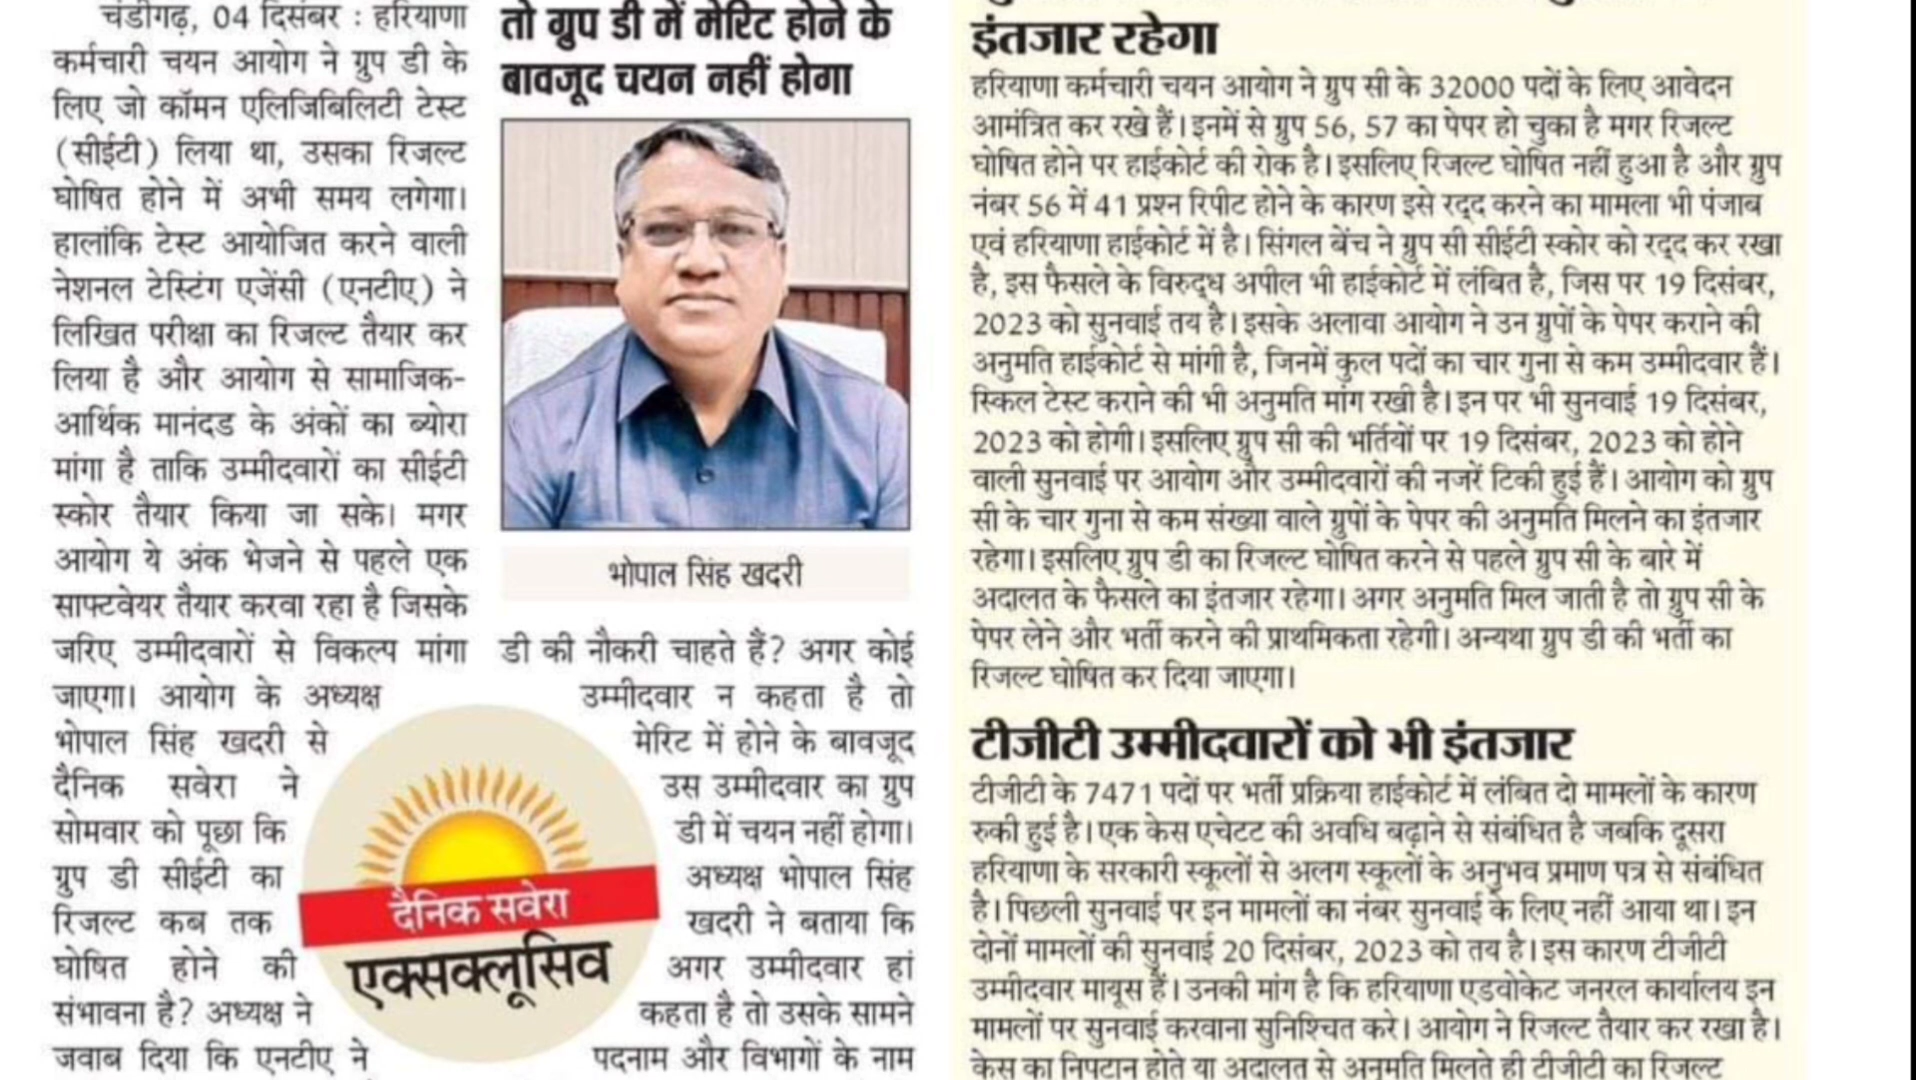 चंडीगढ़, 04 दिसंबर : हरियाणा
कर्मचारी चयन आयोग ने ग्रुप डी के
लिए जो कॉमन एलिजिबिलिटी टेस्ट
(सीईटी) लिया था, उसका रिजल्ट
घोषित होने में अभी समय लगेगा।
हालांकि टेस्ट आयोजित करने वाली
नेशनल टेस्टिंग एजेंसी (एनटीए) ने
लिखित परीक्षा का रिजल्ट तैयार कर
लिया है और आयोग से सामाजिक-
आर्थिक मानंदड के अंकों का ब्योरा
मांगा है ताकि उम्मीदवारों का सीईटी
स्कोर तैयार किया जा सके। मगर
आयोग ये अंक भेजने से पहले एक
साफ्टवेयर तैयार करवा रहा है जिसके
जरिए उम्मीदवारों से विकल्प मांगा
जाएगा। आयोग के अध्यक्ष
भोपाल सिंह खदरी से
दैनिक सवेरा ने
सोमवार को पूछा कि
ग्रुप डी सीईटी का
रिजल्ट कब तक
घोषित होने की
संभावना है? अध्यक्ष ने
जवाब दिया कि एनटीए ने
तो ग्रुप डी में मेरिट होने के
बावजूद चयन नहीं होगा
भोपाल सिंह खदरी
डी की नौकरी चाहते हैं? अगर कोई
उम्मीदवार न कहता है तो
मेरिट में होने के बावजूद
उस उम्मीदवार का ग्रुप
डी में चयन नहीं होगा।
अध्यक्ष भोपाल सिंह
खदरी ने बताया कि
अगर उम्मीदवार हां
कहता है तो उसके सामने
पदनाम और विभागों के नाम
दैनिक सवेरा
एक्सक्लूसिव
इंतजार रहेगा
हरियाणा कर्मचारी चयन आयोग ने ग्रुप सी के 32000 पदों के लिए आवेदन
आमंत्रित कर रखे हैं। इनमें से ग्रुप 56, 57 का पेपर हो चुका है मगर रिजल्ट
घोषित होने पर हाईकोर्ट की रोक है। इसलिए रिजल्ट घोषित नहीं हुआ है और ग्रुप
नंबर 56 में 41 प्रश्न रिपीट होने के कारण इसे रद्द करने का मामला भी पंजाब
एवं हरियाणा हाईकोर्ट में है। सिंगल बेंच ने ग्रुप सी सीईटी स्कोर को रद्द कर रखा
है, इस फैसले के विरुद्ध अपील भी हाईकोर्ट में लंबित है, जिस पर 19 दिसंबर,
2023 को सुनवाई तय है। इसके अलावा आयोग ने उन ग्रुपों के पेपर कराने की
अनुमति हाईकोर्ट से मांगी है, जिनमें कुल पदों का चार गुना से कम उम्मीदवार हैं।
स्किल टेस्ट कराने की भी अनुमति मांग रखी है। इन पर भी सुनवाई 19 दिसंबर,
2023 को होगी। इसलिए ग्रुप सी की भर्तियों पर 19 दिसंबर, 2023 को होने
वाली सुनवाई पर आयोग और उम्मीदवारों की नजरें टिकी हुई हैं। आयोग को ग्रुप
सी के चार गुना से कम संख्या वाले ग्रुपों के पेपर की अनुमति मिलने का इंतजार
रहेगा। इसलिए ग्रुप डी का रिजल्ट घोषित करने से पहले ग्रुप सी के बारे में
अदालत के फैसले का इंतजार रहेगा। अगर अनुमति मिल जाती है तो ग्रुप सी के
पेपर लेने और भर्ती करने की प्राथमिकता रहेगी। अन्यथा ग्रुप डी की भर्ती का
रिजल्ट घोषित कर दिया जाएगा।
टीजीटी उम्मीदवारों को भी इंतजार
टीजीटी के 7471 पदों पर भर्ती प्रक्रिया हाईकोर्ट में लंबित दो मामलों के कारण
रुकी हुई है। एक केस एचेटट की अवधि बढ़ाने से संबंधित है जबकि दूसरा
हरियाणा के सरकारी स्कूलों से अलग स्कूलों के अनुभव प्रमाण पत्र से संबंधित
है। पिछली सुनवाई पर इन मामलों का नंबर सुनवाई के लिए नहीं आया था। इन
दोनों मामलों की सुनवाई 20 दिसंबर, 2023 को तय है। इस कारण टीजीटी
उम्मीदवार मायूस हैं। उनकी मांग है कि हरियाणा एडवोकेट जनरल कार्यालय इन
मामलों पर सुनवाई करवाना सुनिश्चित करे। आयोग ने रिजल्ट तैयार कर रखा है।
केस का निपटान होते या अदालत से अनुमति मिलते ही टीजीटी का रिजल्ट